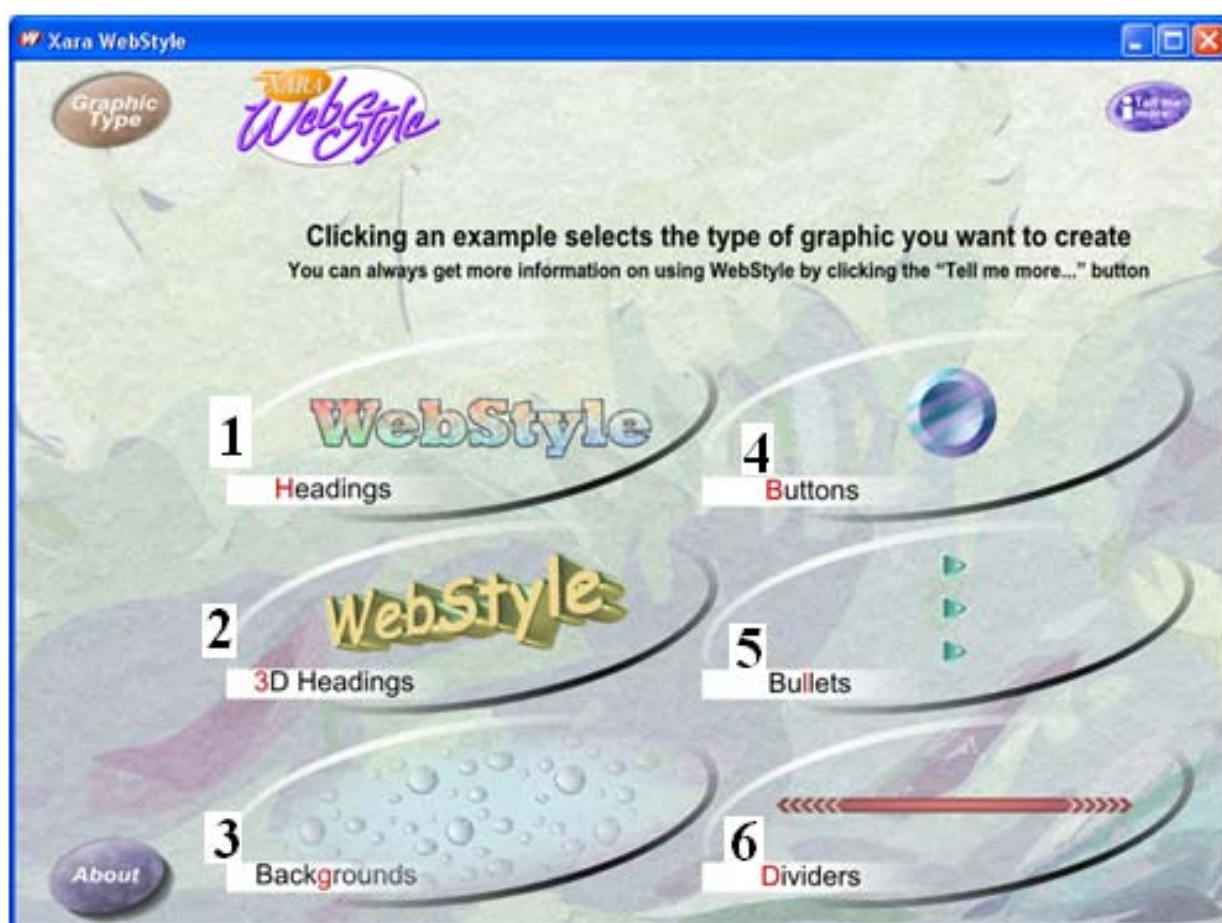 Xara WebStyle
Graphic
Type
XARA
WebStyle
Tell me
more...
Clicking an example selects the type of graphic you want to create
You can always get more information on using WebStyle by clicking the “Tell me more...” button
1
WebStyle
Headings
4
Buttons
2
WebStyle
3D Headings
5
Bullets
3
Backgrounds
6
Dividers
About